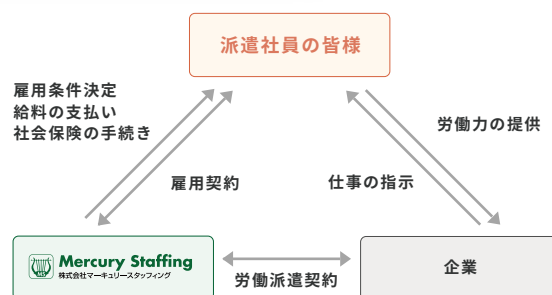 派遣社員の皆様
雇用条件決定
給料の支払い
社会保険の手続き
労働力の提供
雇用契約
仕事の指示
Mercury Staffing
株式会社マーキュリースタッフィング
企業
労働派遣契約